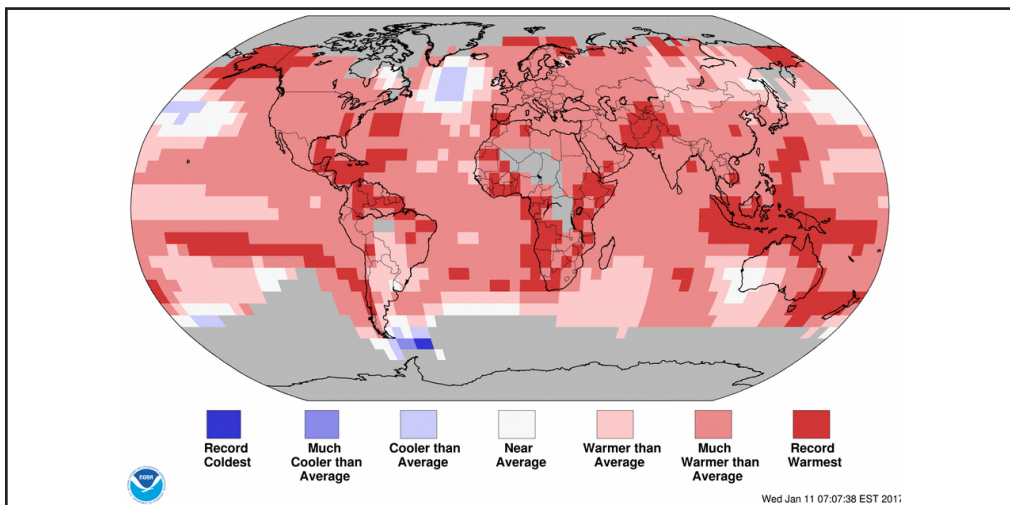 Record
Coldest
Much
Cooler than
Average
Cooler than
Average
Near
Average
Warmer than
Average
Much
Warmer than
Average
Record
Warmest
NOAA
Wed Jan 11 07:07:38 EST 2017